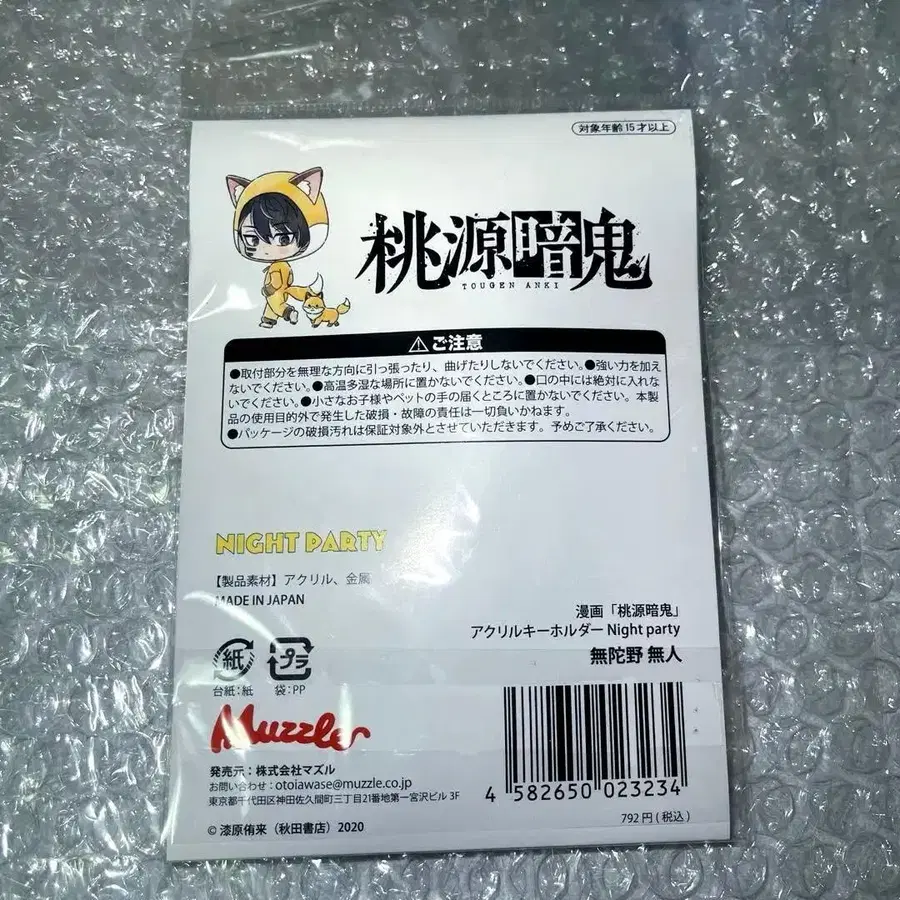 対象年齢15才以上
桃源暗鬼
TOUGEN ANKI
⚠ご注意
●取付部分を無理な方向に引っ張ったり、曲げたりしないでください。●強い力を加え
ないでください。●高温多湿な場所に置かないでください。●口の中には絶対に入れな
いでください。●小さなお子様やペットの手の届くところに置かないでください。本製
品の使用目的外で発生した破損・故障の責任は一切負いかねます。
●パッケージの破損汚れは保証対象外とさせていただきます。予めご了承ください。
NIGHT PARTY
【製品素材】アクリル、金属
MADE IN JAPAN
漫画「桃源暗鬼」
アクリルキーホルダー Night party
無陀野 無人
紙 プラ
台紙：紙 袋：PP
Muzzle
発売元：株式会社マズル
お問い合わせ：otoiawase@muzzle.co.jp
東京都千代田区神田佐久間町三丁目21番地第一宮沢ビル 3F
4 582650 023234
792円(税込)
© 漆原侑来（秋田書店）2020